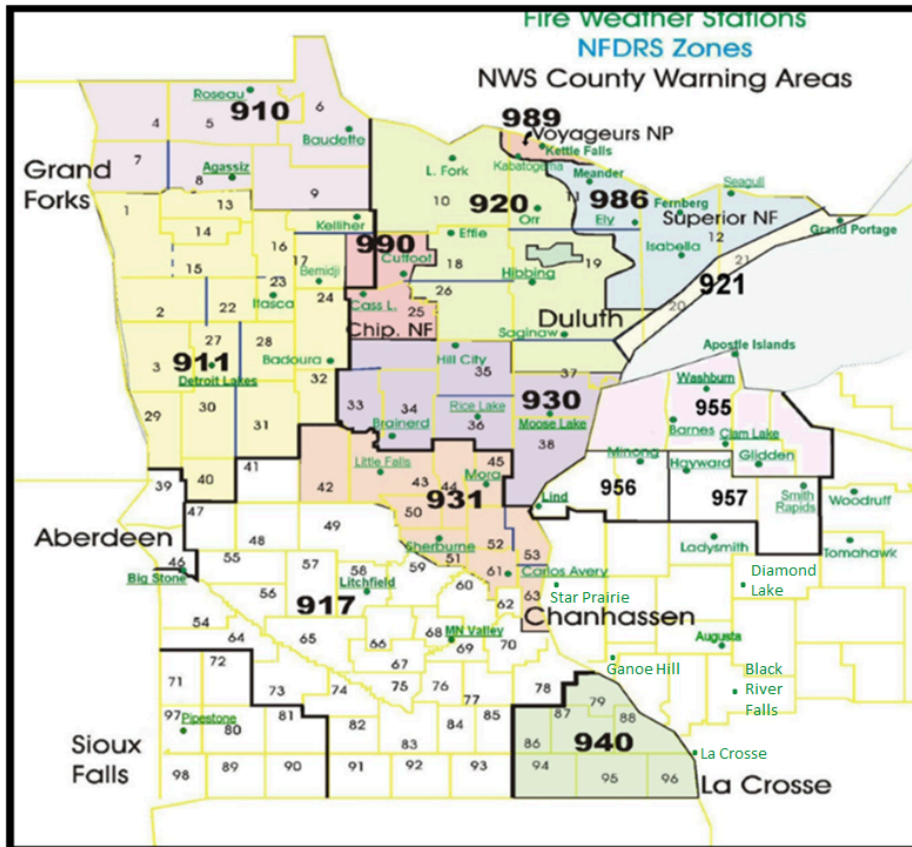 Fire Weather Stations
NFDRS Zones
NWS County Warning Areas
989
Voyageurs NP
Kettle Falls
Kabatogema
Roseau
910
4
5
6
Baudette
L. Fork
Meander
Seagull
Grand
Forks
7
Agassiz
8
9
10
920
Orr
11
986
Ely
Fernberg
Superior NF
12
Grand Portage
1
13
14
Kelliher
16
17
990
Cutfoot
Effie
18
19
Isabella
21
921
20
15
Bemidji
23
Itasca
Hibbing
26
2
22
24
Cass L.
25
Chip. NF
Saginaw
Duluth
27
28
3
911
Detroit Lakes
Badoura
Hill City
35
37
Apostle Islands
32
33
34
Brainerd
Rice Lake
36
930
Moose Lake
38
Washburn
955
Barnes
Clam Lake
29
30
31
Minong
Hayward
Glidden
39
40
41
42
Little Falls
43
44
45
Mora
931
956
957
Smith
Rapids
Woodruff
Lind
47
48
49
50
Aberdeen
Sherburne
51
52
53
Ladysmith
Tomahawk
46
Big Stone
55
56
57
58
Litchfield
59
60
61
Carlos Avery
Star Prairie
Diamond
Lake
917
62
63
Chanhassen
54
64
65
66
67
68
MN Valley
69
70
Augusta
Ganoe Hill
Black
River
Falls
71
72
73
74
75
76
77
78
79
97
Pipestone
80
81
82
83
84
85
86
87
88
940
La Crosse
Sioux
Falls
98
89
90
91
92
93
94
95
96
La Crosse